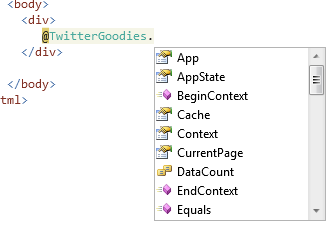 <body>
<div>
@TwitterGoodies.
</div>
</body>
tml>
App
AppState
BeginContext
Cache
Context
CurrentPage
DataCount
EndContext
Equals